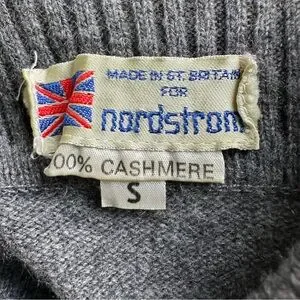 MADE IN GT. BRITAIN
FOR
nordstrom
100% CASHMERE
S